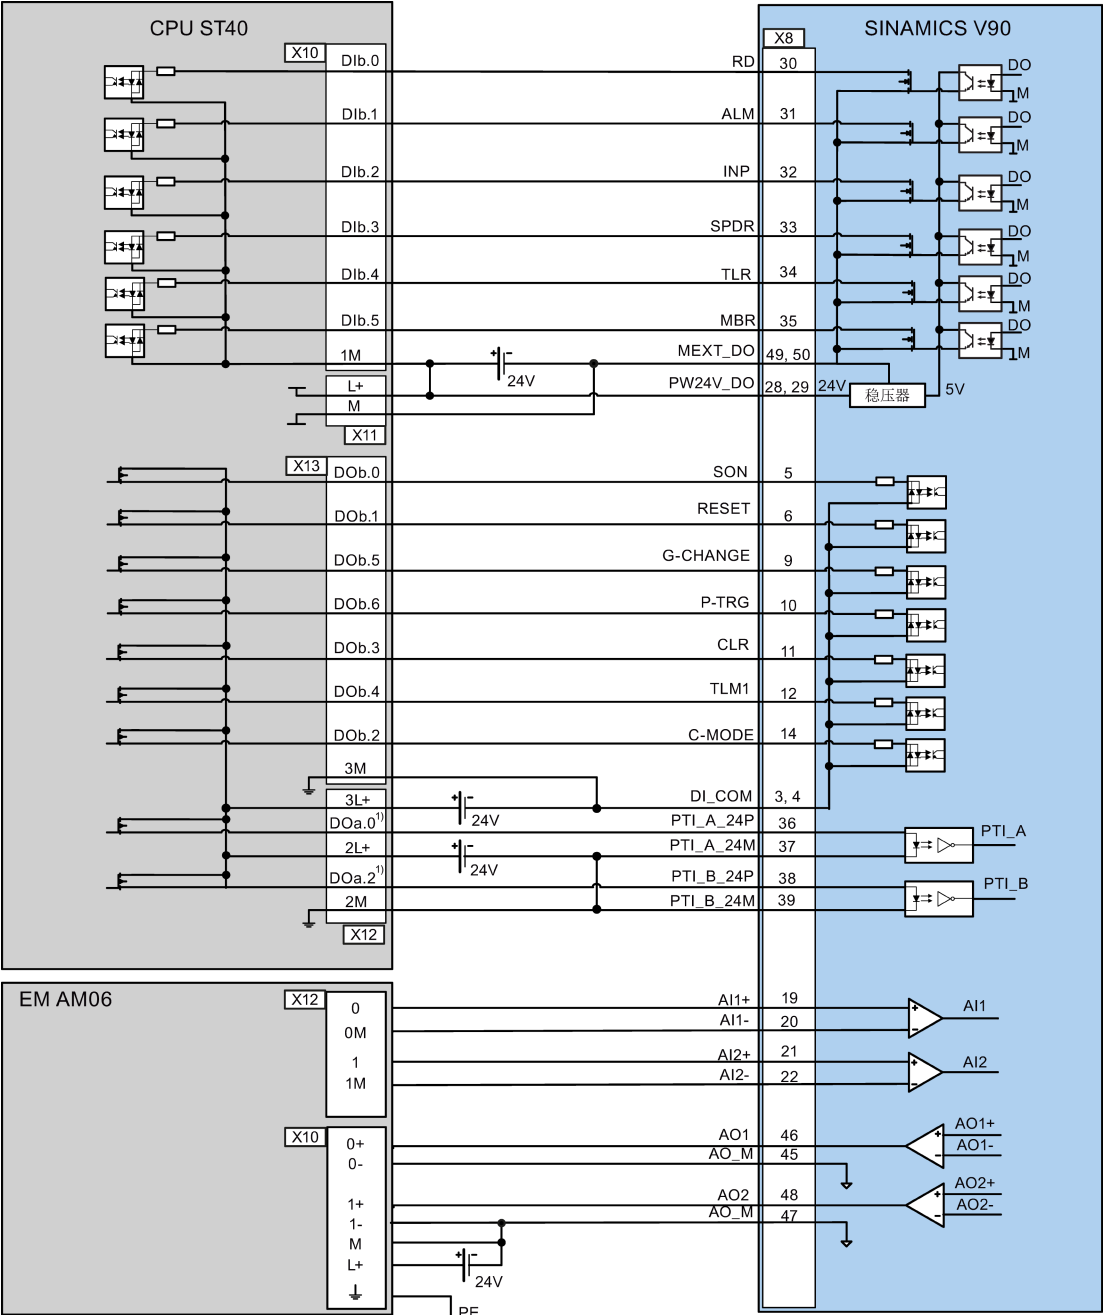 CPU ST40 SINAMICS V90
X10 X8
DIb.0 RD 30 DO
M
DIb.1 ALM 31 DO
M
DIb.2 INP 32 DO
M
DIb.3 SPDR 33 DO
M
DIb.4 TLR 34 DO
M
DIb.5 MBR 35 DO
M
1M + - 24V MEXT_DO 49, 50
L+ PW24V_DO 28, 29 24V 稳压器 5V
M
X11
X13 DOb.0 SON 5
DOb.1 RESET 6
DOb.5 G-CHANGE 9
DOb.6 P-TRG 10
DOb.3 CLR 11
DOb.4 TLM1 12
DOb.2 C-MODE 14
3M
3L+ + - 24V DI_COM 3, 4
DOa.0¹⁾ PTI_A_24P 36 PTI_A
2L+ + - 24V PTI_A_24M 37
DOa.2¹⁾ PTI_B_24P 38 PTI_B
2M PTI_B_24M 39
X12
EM AM06
X12 0 AI1+ 19 + AI1
0M AI1- 20 -
1 AI2+ 21 + AI2
1M AI2- 22 -
X10 0+ AO1 46 + AO1+
0- AO_M 45 - AO1-
1+ AO2 48 + AO2+
1- AO_M 47 - AO2-
M
L+ + - 24V
PE